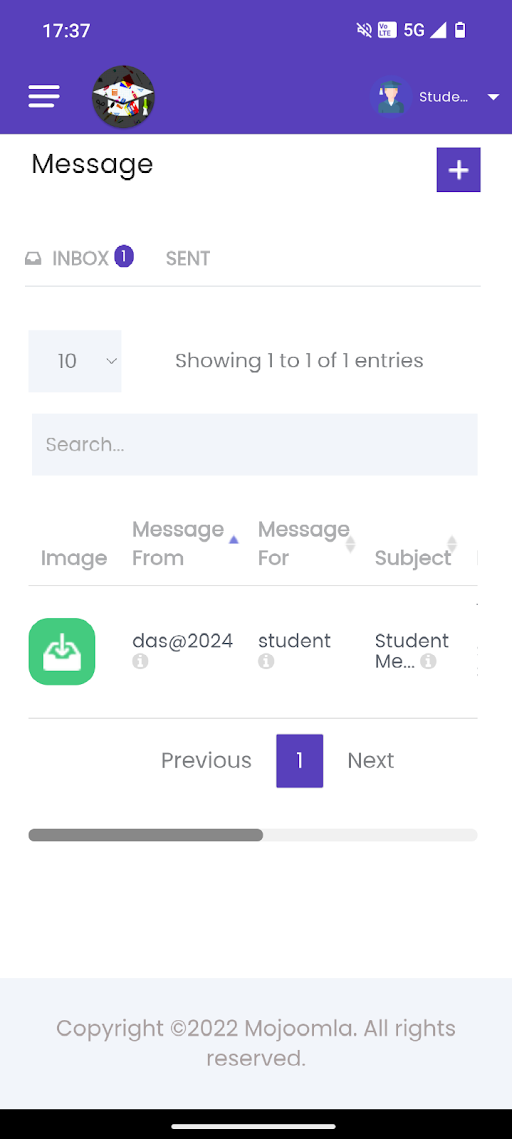 17:37
Vo LTE 5G
Stude...
Message
+
INBOX 1 SENT
10
Showing 1 to 1 of 1 entries
Search...
Image
Message From
Message For
Subject
das@2024
student
Student
Me...
Previous 1 Next
Copyright ©2022 Mojoomla. All rights
reserved.